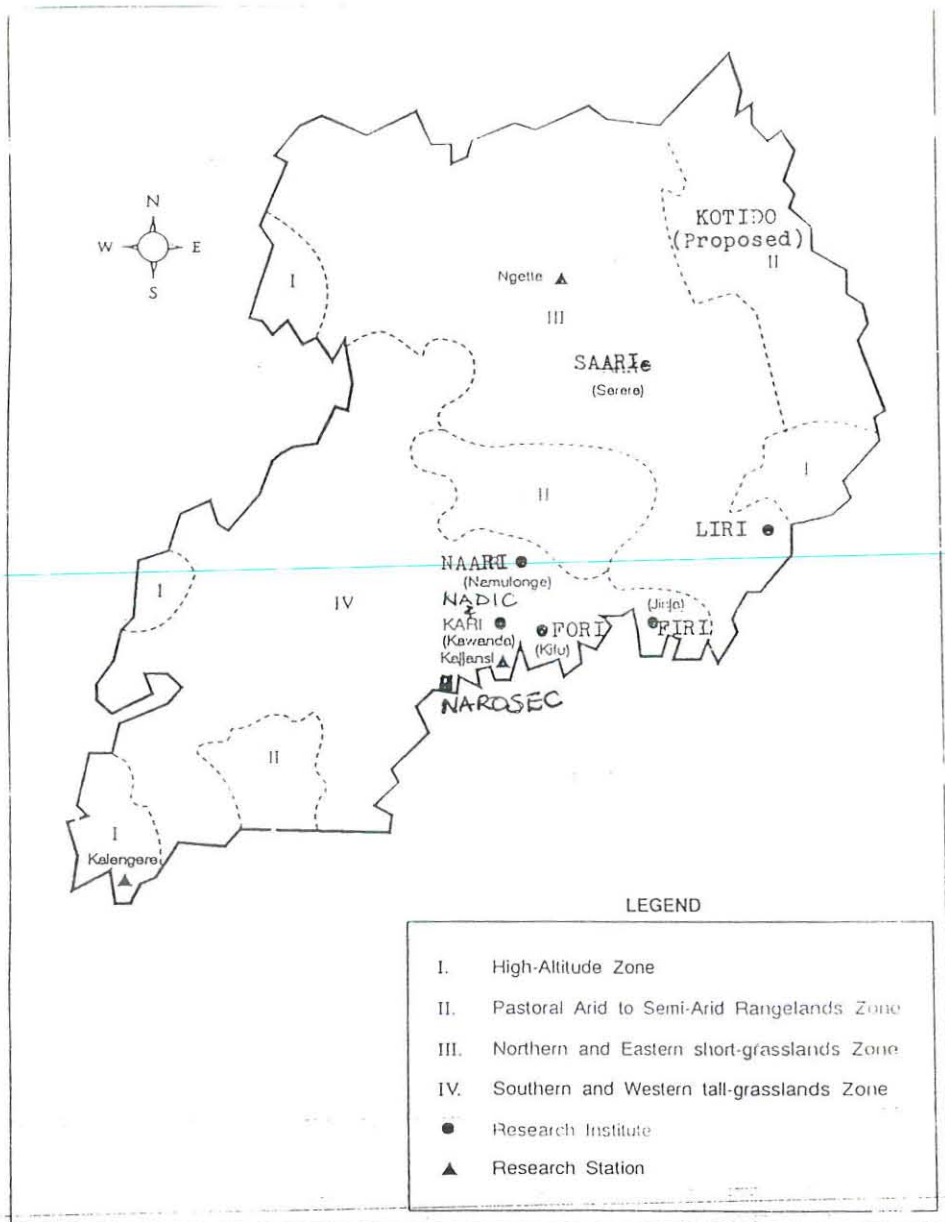 N
W E
S
KOTIDO
(Proposed)
II
I
Ngetta
III
SAARI
(Serere)
I
II
LIRI
NAARI
(Namulonge)
I
IV
NADIC
&
KARI
(Kawanda)
(Jinja)
FORI
FIRI
(Kifu)
Kajjansi
NAROSEC
II
I
Kalengere
LEGEND
I. High-Altitude Zone
II. Pastoral Arid to Semi-Arid Rangelands Zone
III. Northern and Eastern short-grasslands Zone
IV. Southern and Western tall-grasslands Zone
Research Institute
Research Station